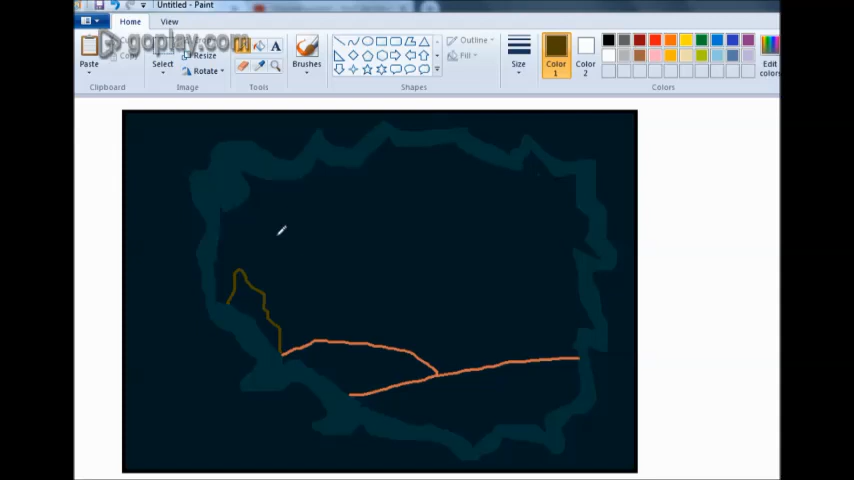 Untitled - Paint
Home View
goplay.com
Paste
Select
Resize
Rotate
A
Brushes
Outline
Fill
Size
Color 1
Color 2
Edit colors
Clipboard Image Tools Shapes Colors